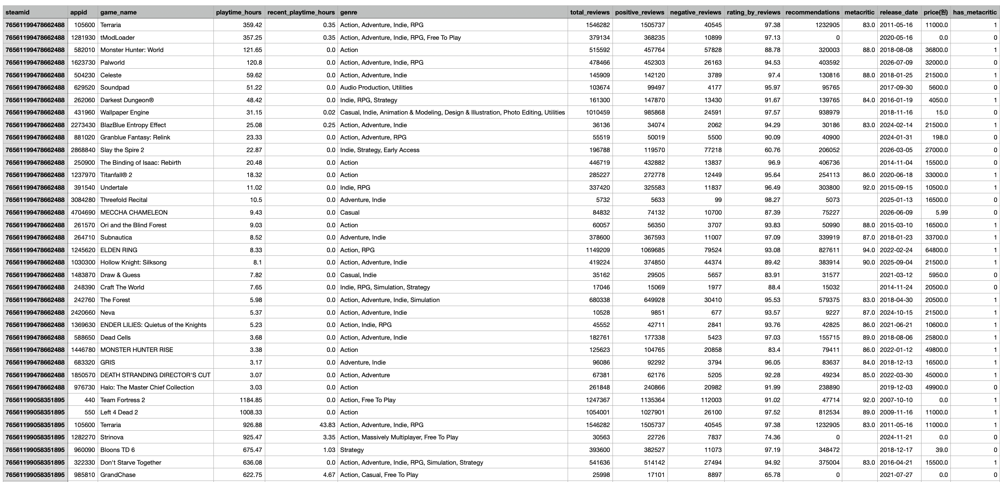 steamid appid game_name playtime_hours recent_playtime_hours genre total_reviews positive_reviews negative_reviews rating_by_reviews recommendations metacritic release_date price(원) has_metacritic
76561199478662488 105600 Terraria 359.42 0.35 Action, Adventure, Indie, RPG 1546282 1505737 40545 97.38 1232905 83.0 2011-05-16 11000.0 1
76561199478662488 1281930 tModLoader 357.25 0.35 Action, Adventure, Indie, RPG, Free To Play 379134 368235 10899 97.13 0 2020-05-16 0.0 0
76561199478662488 582010 Monster Hunter: World 121.65 0.0 Action 515592 457764 57828 88.78 320003 88.0 2018-08-08 36800.0 1
76561199478662488 1623730 Palworld 120.8 0.0 Action, Adventure, Indie, RPG 478466 452303 26163 94.53 403592 2026-07-09 32000.0 0
76561199478662488 504230 Celeste 59.62 0.0 Action, Adventure, Indie 145909 142120 3789 97.4 130816 88.0 2018-01-25 21500.0 1
76561199478662488 629520 Soundpad 51.22 0.0 Audio Production, Utilities 103674 99497 4177 95.97 95765 2017-09-30 5600.0 0
76561199478662488 262060 Darkest Dungeon® 48.42 0.0 Indie, RPG, Strategy 161300 147870 13430 91.67 139765 84.0 2016-01-19 4050.0 1
76561199478662488 431960 Wallpaper Engine 31.15 0.02 Casual, Indie, Animation & Modeling, Design & Illustration, Photo Editing, Utilities 1010459 985868 24591 97.57 938979 2018-11-16 15.0 0
76561199478662488 2273430 BlazBlue Entropy Effect 25.08 0.25 Action, Adventure, Indie 36136 34074 2062 94.29 30186 83.0 2024-02-14 21500.0 1
76561199478662488 881020 Granblue Fantasy: Relink 23.33 0.0 Action, Adventure, RPG 55519 50019 5500 90.09 40900 2024-01-31 198.0 0
76561199478662488 2868840 Slay the Spire 2 22.87 0.0 Indie, Strategy, Early Access 196788 119570 77218 60.76 206052 2026-03-05 27000.0 0
76561199478662488 250900 The Binding of Isaac: Rebirth 20.48 0.0 Action 446719 432882 13837 96.9 406736 2014-11-04 15500.0 0
76561199478662488 1237970 Titanfall® 2 18.32 0.0 Action 285227 272778 12449 95.64 254113 86.0 2020-06-18 33000.0 1
76561199478662488 391540 Undertale 11.02 0.0 Indie, RPG 337420 325583 11837 96.49 303800 92.0 2015-09-15 10500.0 1
76561199478662488 3084280 Threefold Recital 10.5 0.0 Adventure, Indie 5732 5633 99 98.27 5073 2025-01-13 16500.0 0
76561199478662488 4704690 MECCHA CHAMELEON 9.43 0.0 Casual 84832 74132 10700 87.39 75227 2026-06-09 5.99 0
76561199478662488 261570 Ori and the Blind Forest 9.03 0.0 Action 60057 56350 3707 93.83 50990 88.0 2015-03-10 16500.0 1
76561199478662488 264710 Subnautica 8.52 0.0 Adventure, Indie 378600 367593 11007 97.09 339919 87.0 2018-01-23 33700.0 1
76561199478662488 1245620 ELDEN RING 8.33 0.0 Action, RPG 1149209 1069685 79524 93.08 827611 94.0 2022-02-24 64800.0 1
76561199478662488 1030300 Hollow Knight: Silksong 8.1 0.0 Action, Adventure, Indie 419224 374850 44374 89.42 383914 90.0 2025-09-04 21500.0 1
76561199478662488 1483870 Draw & Guess 7.82 0.0 Casual, Indie 35162 29505 5657 83.91 31577 2021-03-12 5950.0 0
76561199478662488 248390 Craft The World 7.65 0.0 Indie, RPG, Simulation, Strategy 17046 15069 1977 88.4 15032 2014-11-24 20500.0 0
76561199478662488 242760 The Forest 5.98 0.0 Action, Adventure, Indie, Simulation 680338 649928 30410 95.53 579375 83.0 2018-04-30 20500.0 1
76561199478662488 2420660 Neva 5.37 0.0 Action, Adventure, Indie 10528 9851 677 93.57 9227 87.0 2024-10-15 21500.0 1
76561199478662488 1369630 ENDER LILIES: Quietus of the Knights 5.23 0.0 Action, Indie, RPG 45552 42711 2841 93.76 42825 86.0 2021-06-21 10600.0 1
76561199478662488 588650 Dead Cells 3.68 0.0 Action, Adventure, Indie 182761 177338 5423 97.03 155715 89.0 2018-08-06 25800.0 1
76561199478662488 1446780 MONSTER HUNTER RISE 3.38 0.0 Action 125623 104765 20858 83.4 79411 86.0 2022-01-12 49800.0 1
76561199478662488 683320 GRIS 3.17 0.0 Adventure, Indie 96086 92292 3794 96.05 83637 84.0 2018-12-13 16500.0 1
76561199478662488 1850570 DEATH STRANDING DIRECTOR'S CUT 3.07 0.0 Action, Adventure 67381 62176 5205 92.28 49234 85.0 2022-03-30 45000.0 1
76561199478662488 976730 Halo: The Master Chief Collection 3.03 0.0 Action 261848 240866 20982 91.99 238890 2019-12-03 49900.0 0
76561199058351895 440 Team Fortress 2 1184.85 0.0 Action, Free To Play 1247367 1135364 112003 91.02 47714 92.0 2007-10-10 0.0 1
76561199058351895 550 Left 4 Dead 2 1008.33 0.0 Action 1054001 1027901 26100 97.52 812534 89.0 2009-11-16 11000.0 1
76561199058351895 105600 Terraria 926.88 43.83 Action, Adventure, Indie, RPG 1546282 1505737 40545 97.38 1232905 83.0 2011-05-16 11000.0 1
76561199058351895 1282270 Strinova 925.47 3.35 Action, Massively Multiplayer, Free To Play 30563 22726 7837 74.36 0 2024-11-21 0.0 0
76561199058351895 960090 Bloons TD 6 675.47 1.03 Strategy 393600 382527 11073 97.19 348472 2018-12-17 39.0 0
76561199058351895 322330 Don't Starve Together 636.08 0.0 Action, Adventure, Indie, RPG, Simulation, Strategy 541636 514142 27494 94.92 375004 83.0 2016-04-21 15500.0 1
76561199058351895 985810 GrandChase 622.75 4.67 Action, Casual, Free To Play 25998 17101 8897 65.78 0 2021-07-27 0.0 0